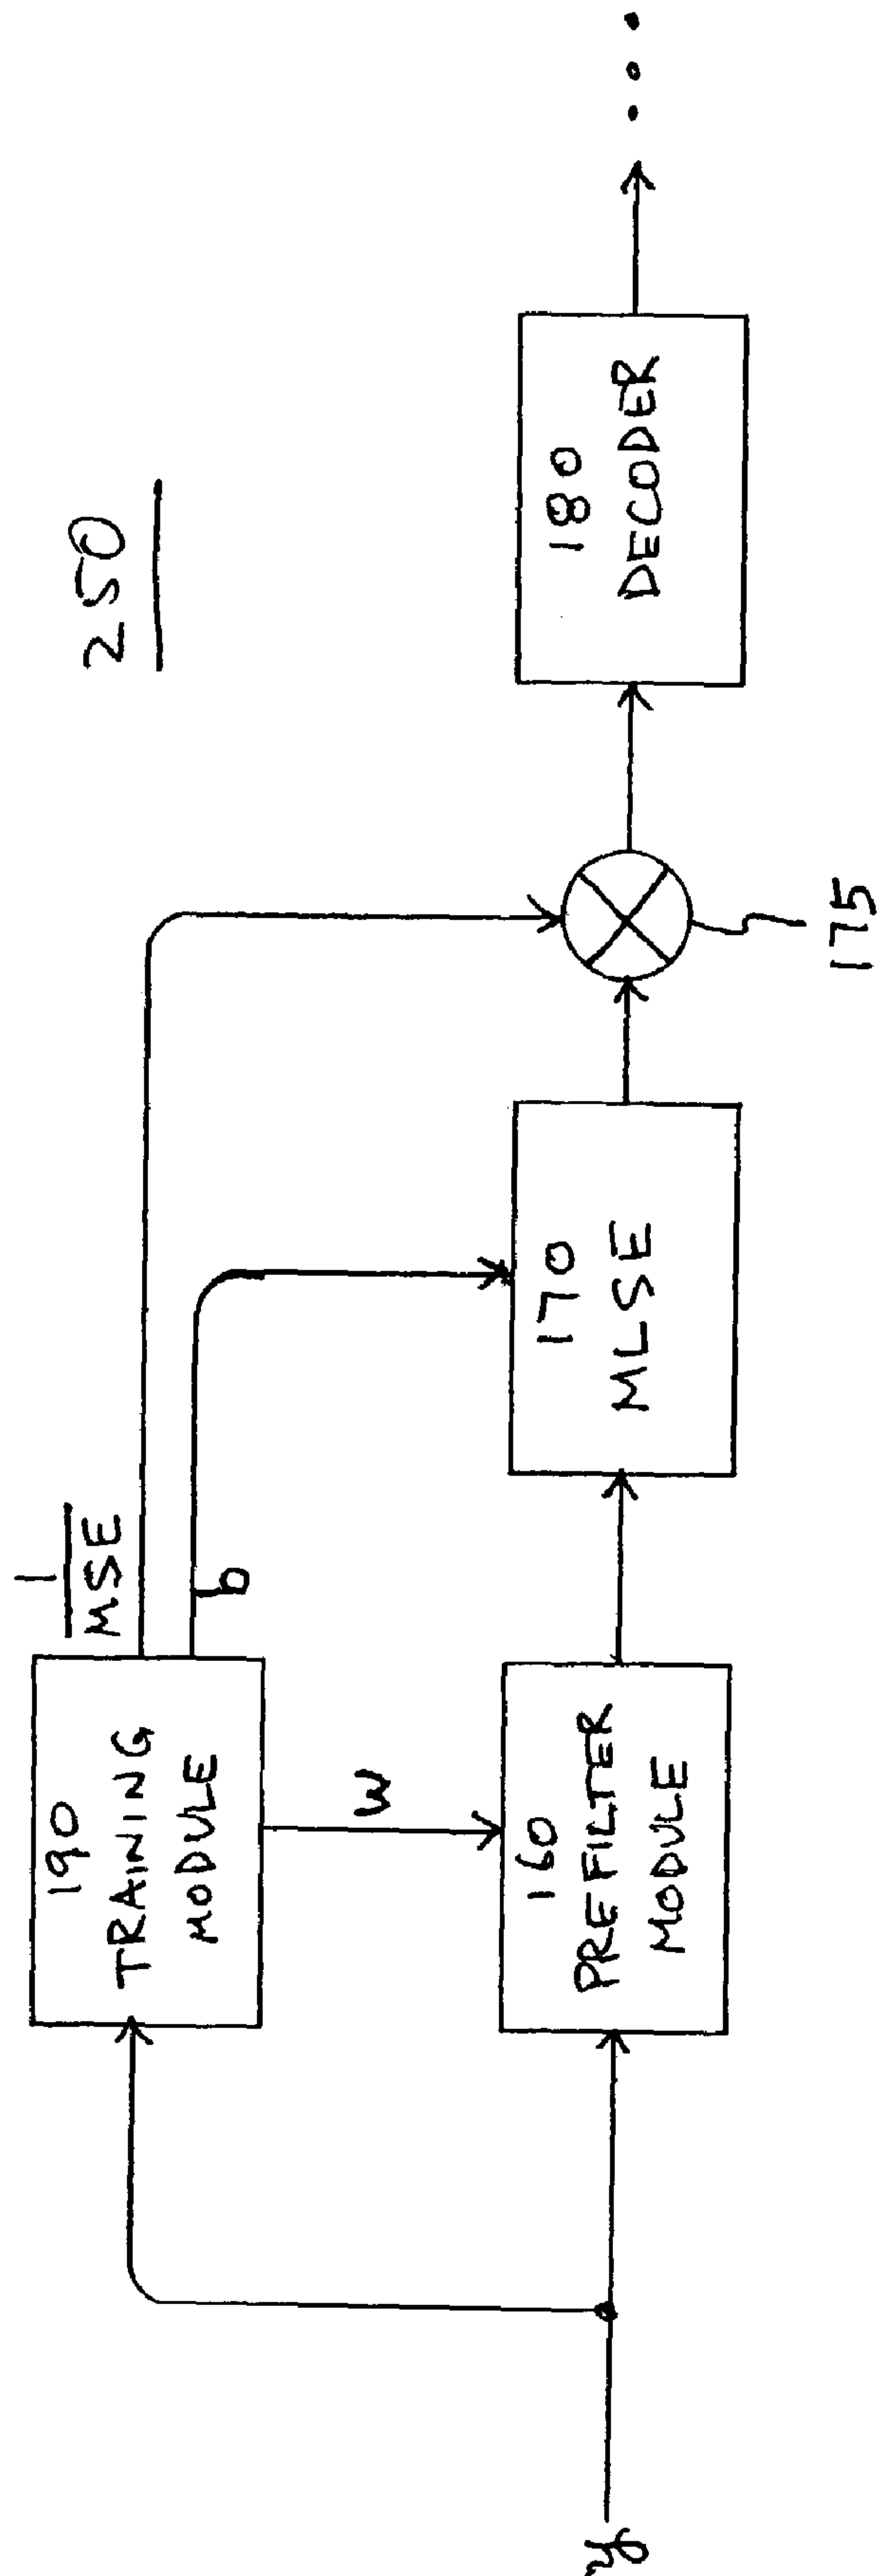 250
1
MSE
190
TRAINING
MODULE
b
w
y
160
PREFILTER
MODULE
170
MLSE
175
180
DECODER